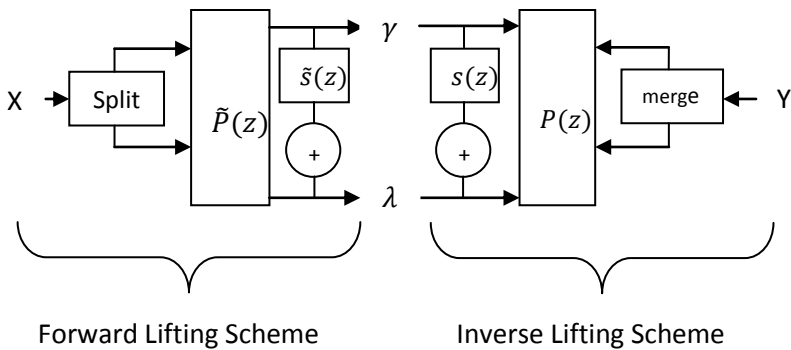 X
Split
P̃(z)
s̃(z)
+
γ
λ
s(z)
+
P(z)
merge
Y
Forward Lifting Scheme
Inverse Lifting Scheme